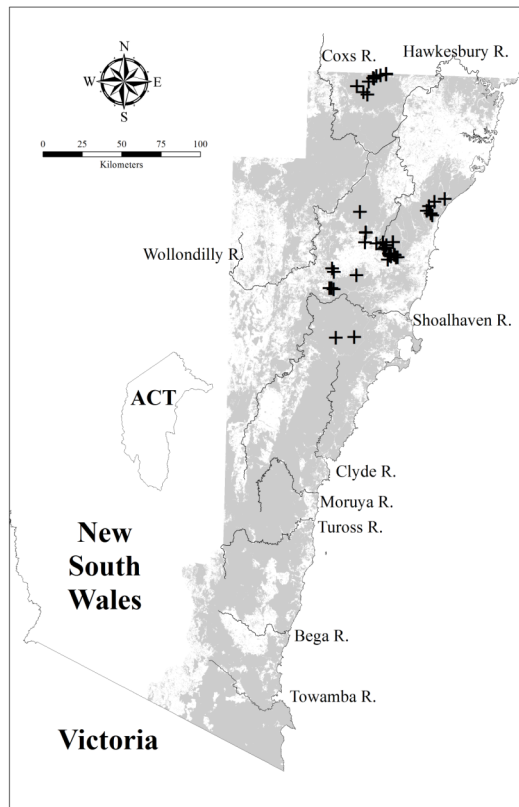 Coxs R.
Hawkesbury R.
N
W
E
S
0 25 50 75 100
Kilometers
Wollondilly R.
Shoalhaven R.
ACT
Clyde R.
Moruya R.
Tuross R.
New
South
Wales
Bega R.
Towamba R.
Victoria